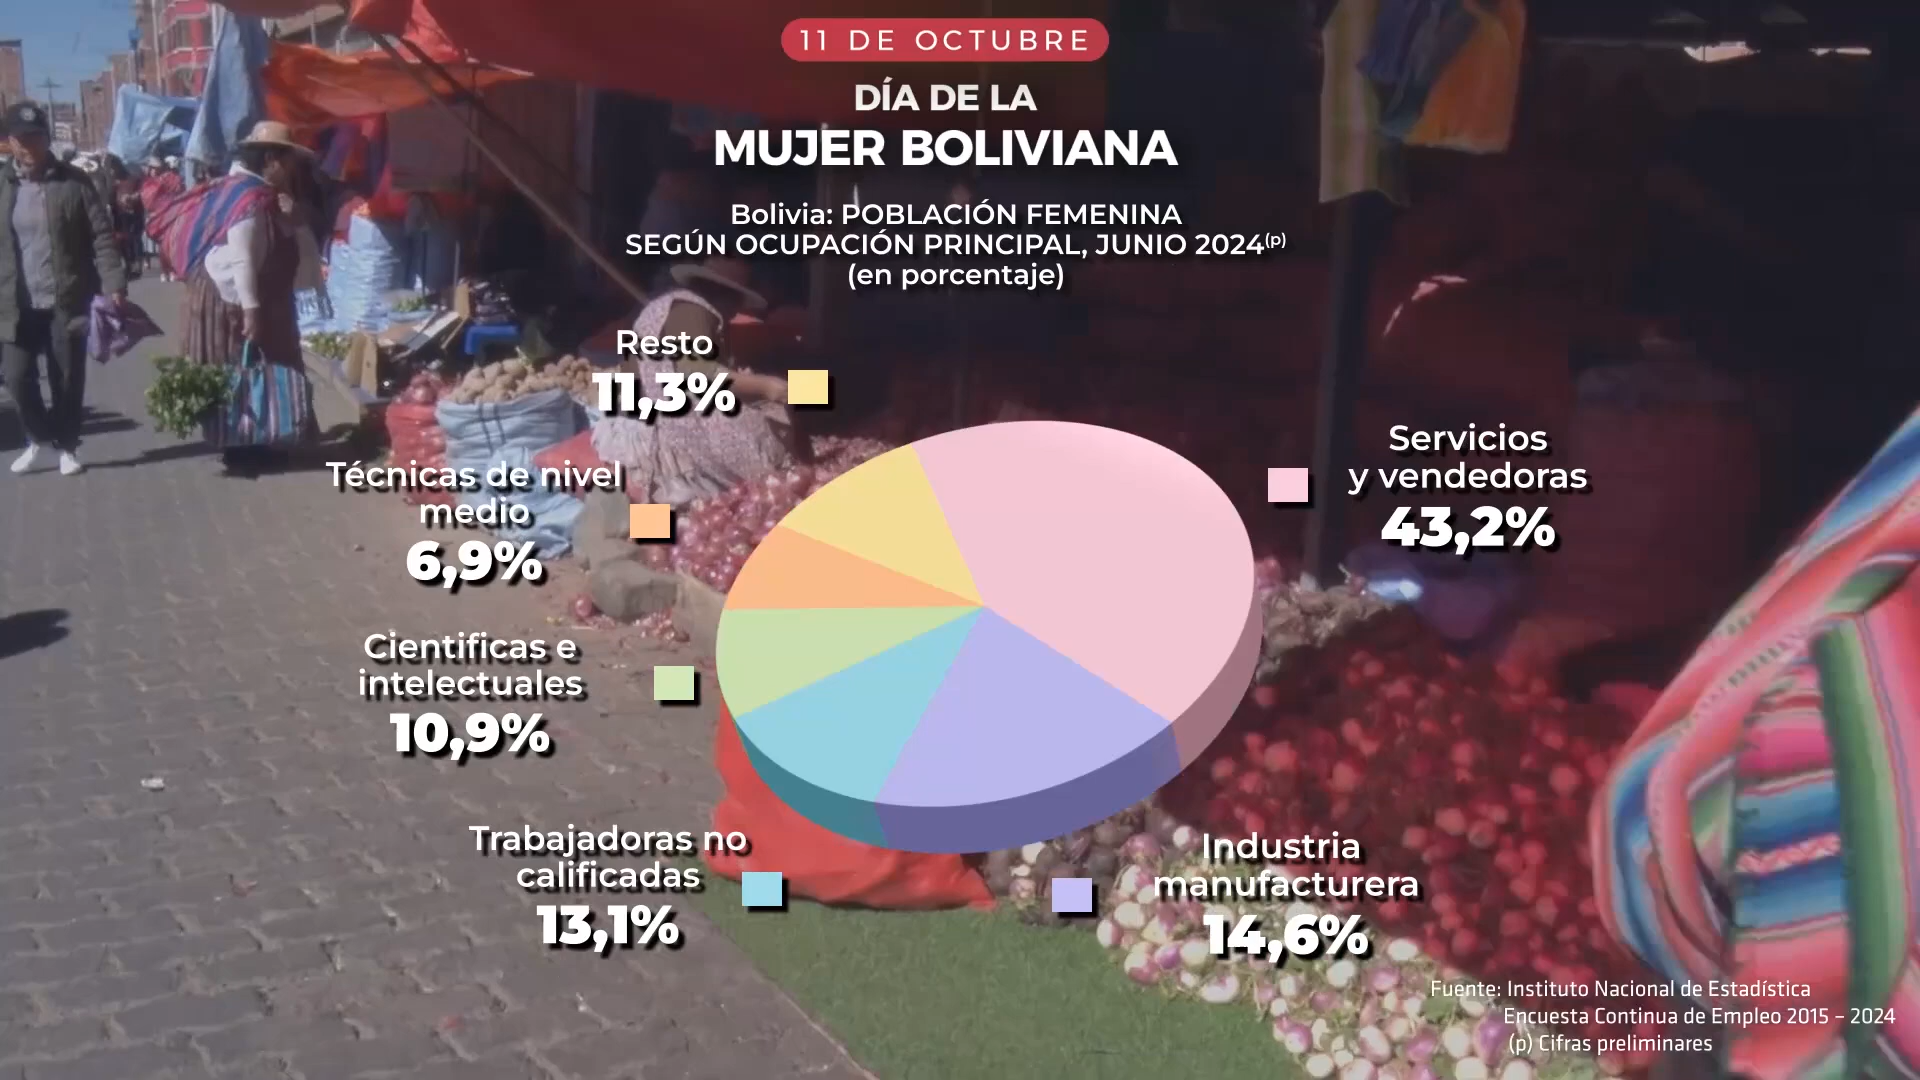 11 DE OCTUBRE
DÍA DE LA
MUJER BOLIVIANA
Bolivia: POBLACIÓN FEMENINA
SEGÚN OCUPACIÓN PRINCIPAL, JUNIO 2024(p)
(en porcentaje)
Resto
11,3%
Servicios
y vendedoras
43,2%
Técnicas de nivel
medio
6,9%
Cientificas e
intelectuales
10,9%
Trabajadoras no
calificadas
13,1%
Industria
manufacturera
14,6%
Fuente: Instituto Nacional de Estadística
Encuesta Continua de Empleo 2015 – 2024
(p) Cifras preliminares